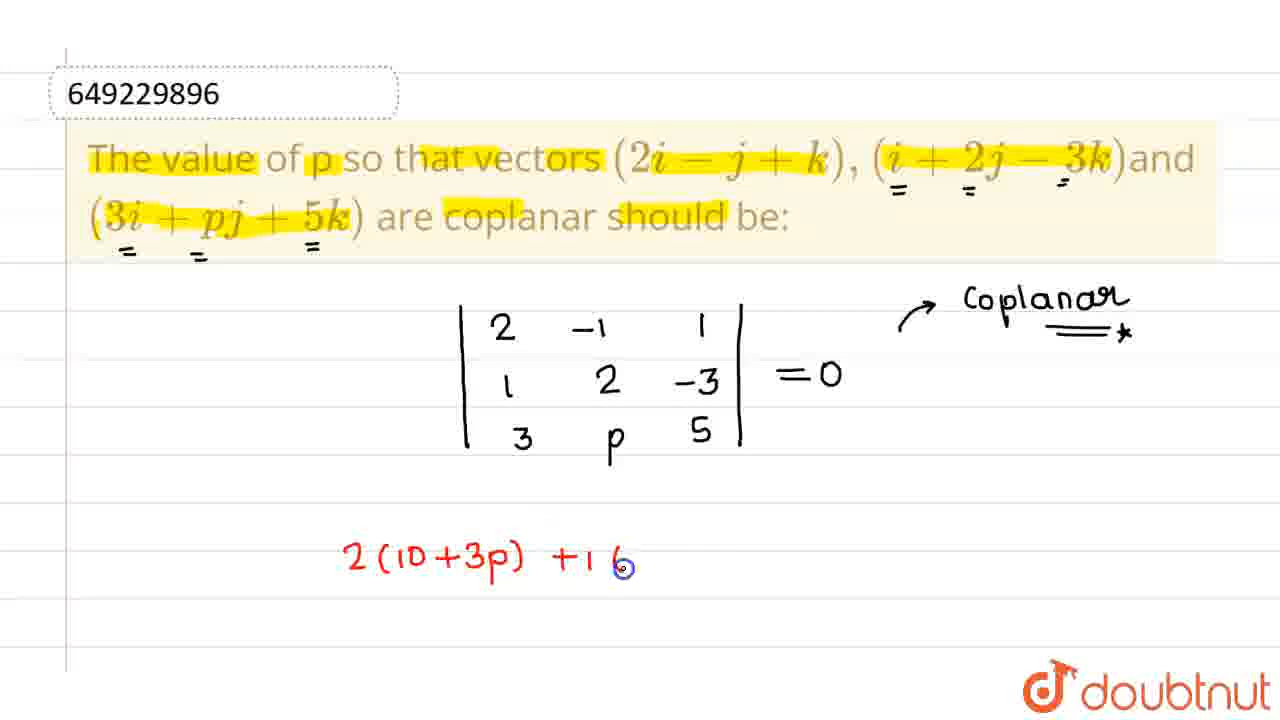 649229896
The value of p so that vectors (2i − j + k), (i + 2j − 3k)and
(3i + pj + 5k) are coplanar should be:
Coplanar
2 −1 1
1 2 −3 = 0
3 p 5
2(10+3p) +1(
doubtnut